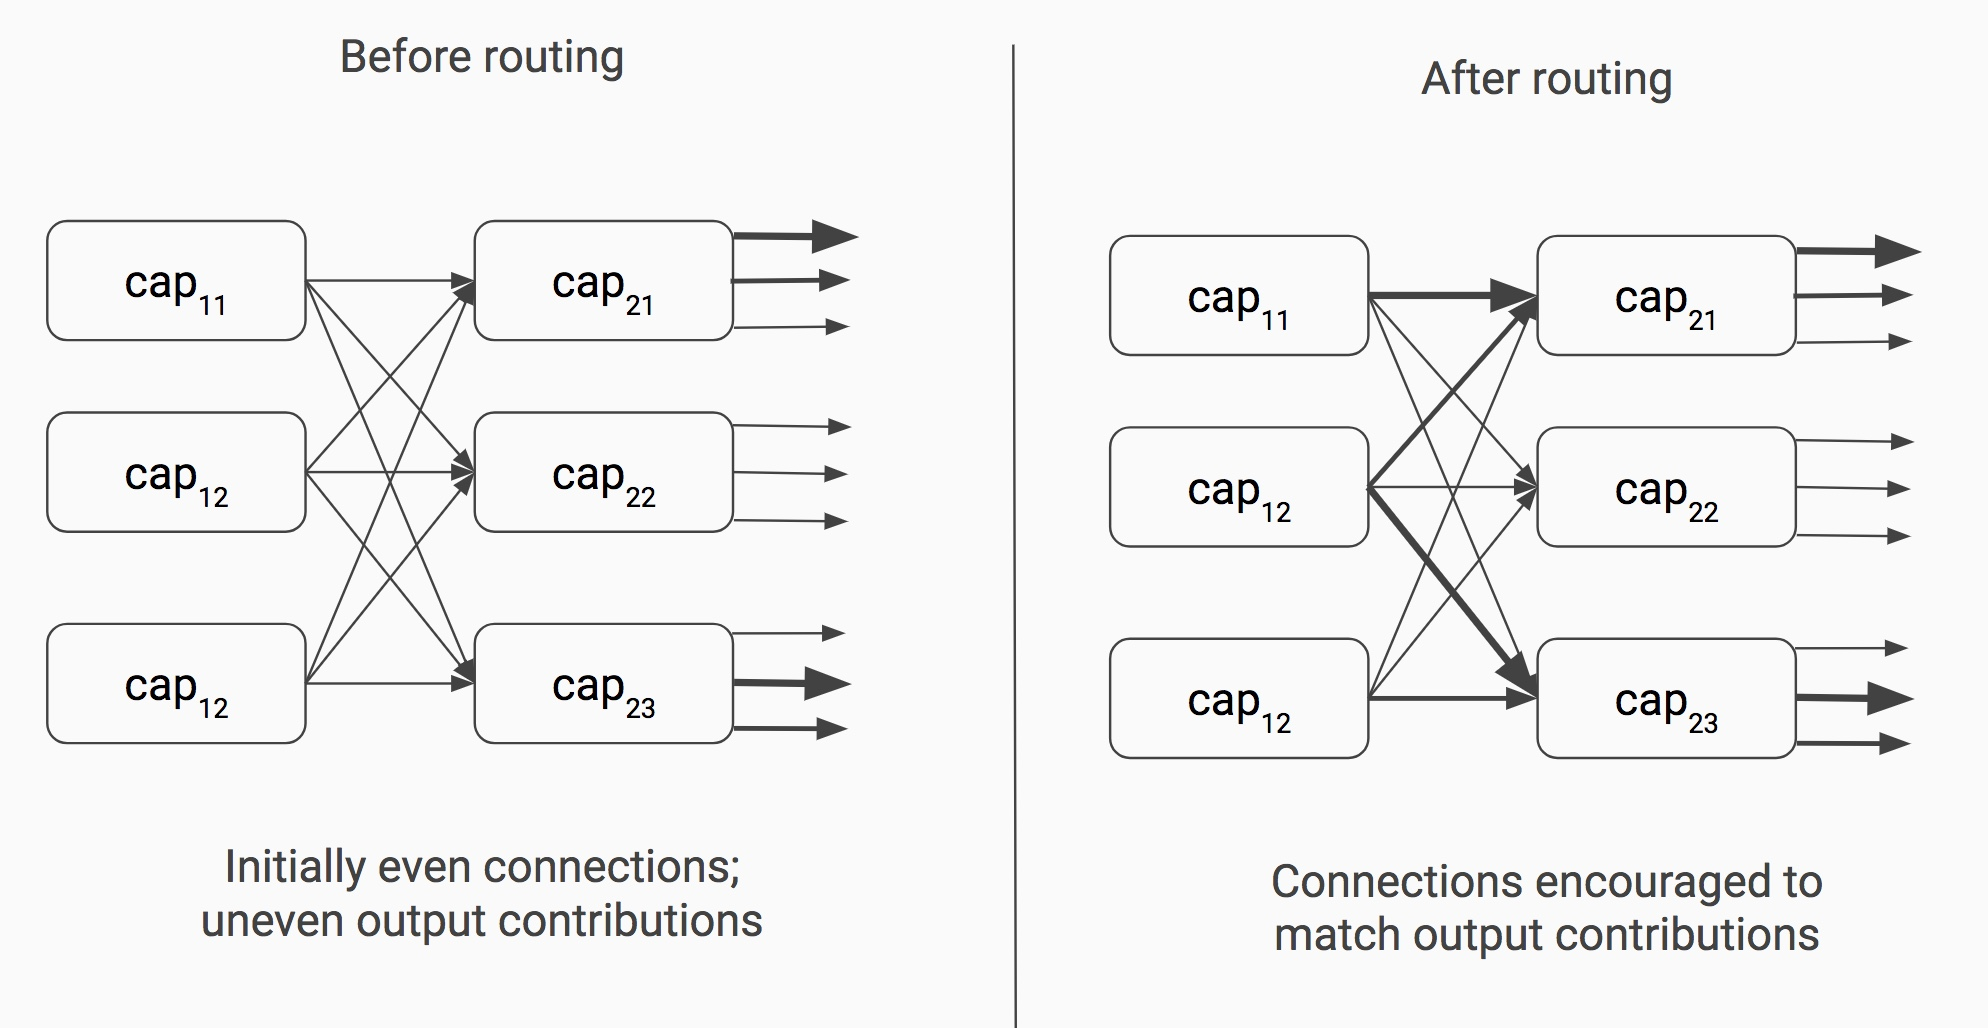 Before routing
cap11
cap21
cap12
cap22
cap12
cap23
Initially even connections;
uneven output contributions
After routing
cap11
cap21
cap12
cap22
cap12
cap23
Connections encouraged to
match output contributions